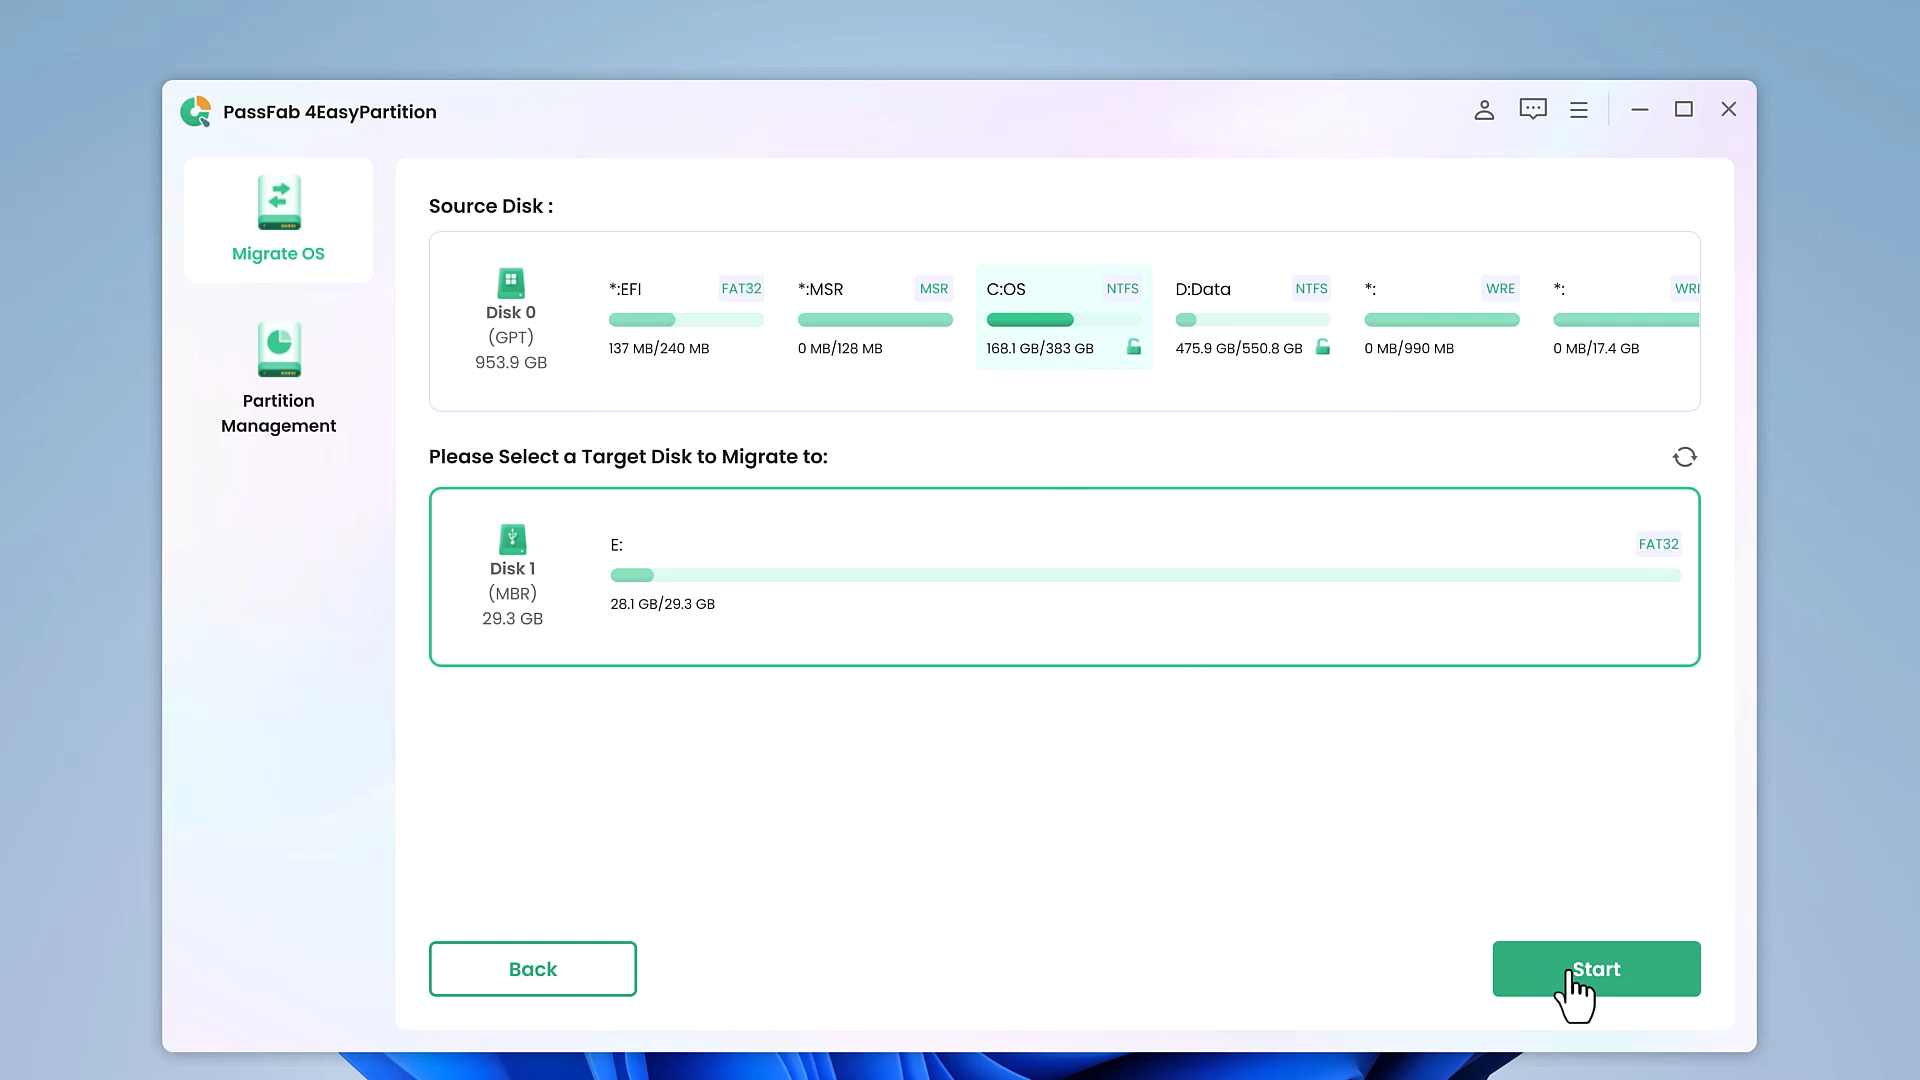 PassFab 4EasyPartition
Migrate OS
Partition
Management
Source Disk :
Disk 0
(GPT)
953.9 GB
*:EFI FAT32
137 MB/240 MB
*:MSR MSR
0 MB/128 MB
C:OS NTFS
168.1 GB/383 GB
D:Data NTFS
475.9 GB/550.8 GB
*: WRE
0 MB/990 MB
*: WRE
0 MB/17.4 GB
Please Select a Target Disk to Migrate to:
Disk 1
(MBR)
29.3 GB
E: FAT32
28.1 GB/29.3 GB
Back
Start